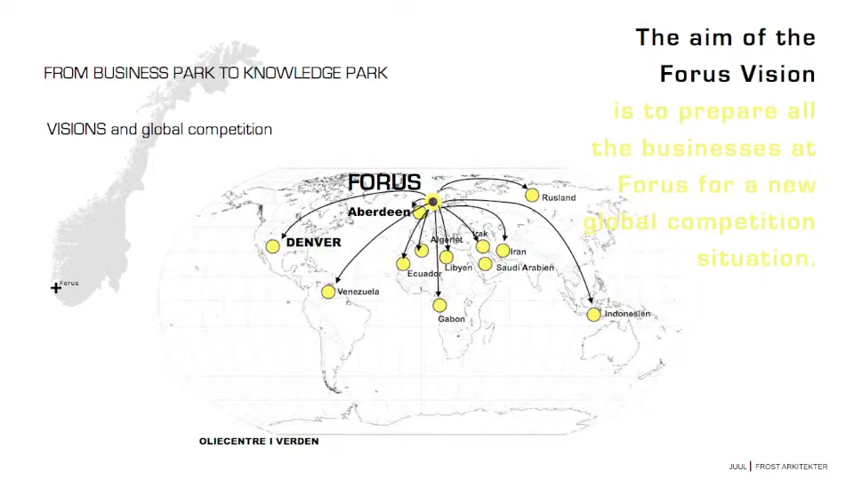 The aim of the
Forus Vision
is to prepare all
the businesses at
Forus for a new
global competition
situation.
FROM BUSINESS PARK TO KNOWLEDGE PARK
VISIONS and global competition
FORUS
Aberdeen
Rusland
DENVER
Algeriet
Irak
Iran
Ecuador
Libyen
Saudi Arabien
Forus
Venezuela
Gabon
Indonesien
OLIECENTRE I VERDEN
JUUL | FROST ARKITEKTER